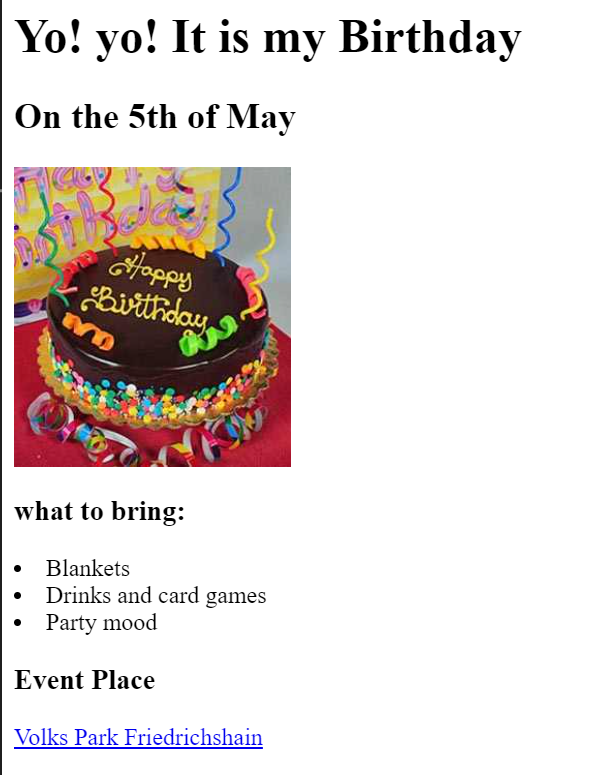 Yo! yo! It is my Birthday
On the 5th of May
Happy
Birthday
Happy
Birthday
what to bring:
Blankets
Drinks and card games
Party mood
Event Place
Volks Park Friedrichshain